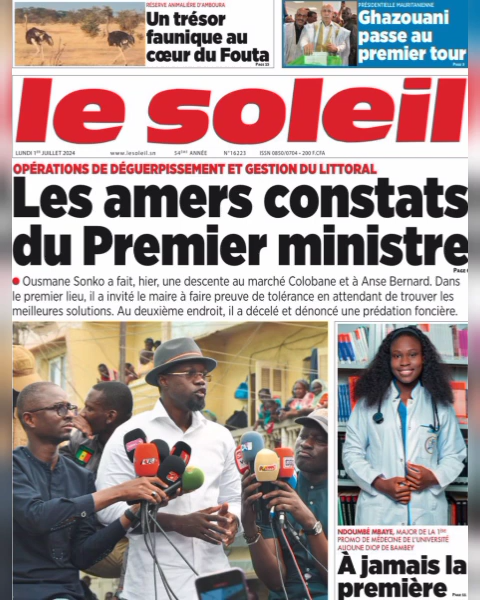 RÉSERVE ANIMALIÈRE D'AMBOURA
Un trésor
faunique au
cœur du Fouta
PAGE 12
PRÉSIDENTIELLE MAURITANIENNE
Ghazouani
passe au
premier tour
le soleil
LUNDI 1ER JUILLET 2024 www.lesoleil.sn 54ème ANNÉE N°16223 ISSN 0850/0704 - 200 F.CFA
OPÉRATIONS DE DÉGUERPISSEMENT ET GESTION DU LITTORAL
Les amers constats
du Premier ministre
● Ousmane Sonko a fait, hier, une descente au marché Colobane et à Anse Bernard. Dans
le premier lieu, il a invité le maire à faire preuve de tolérance en attendant de trouver les
meilleures solutions. Au deuxième endroit, il a décelé et dénoncé une prédation foncière.
NDOUMBÉ MBAYE, MAJOR DE LA 1ère
PROMO DE MÉDECINE DE L'UNIVERSITÉ
ALIOUNE DIOP DE BAMBEY
À jamais la
première